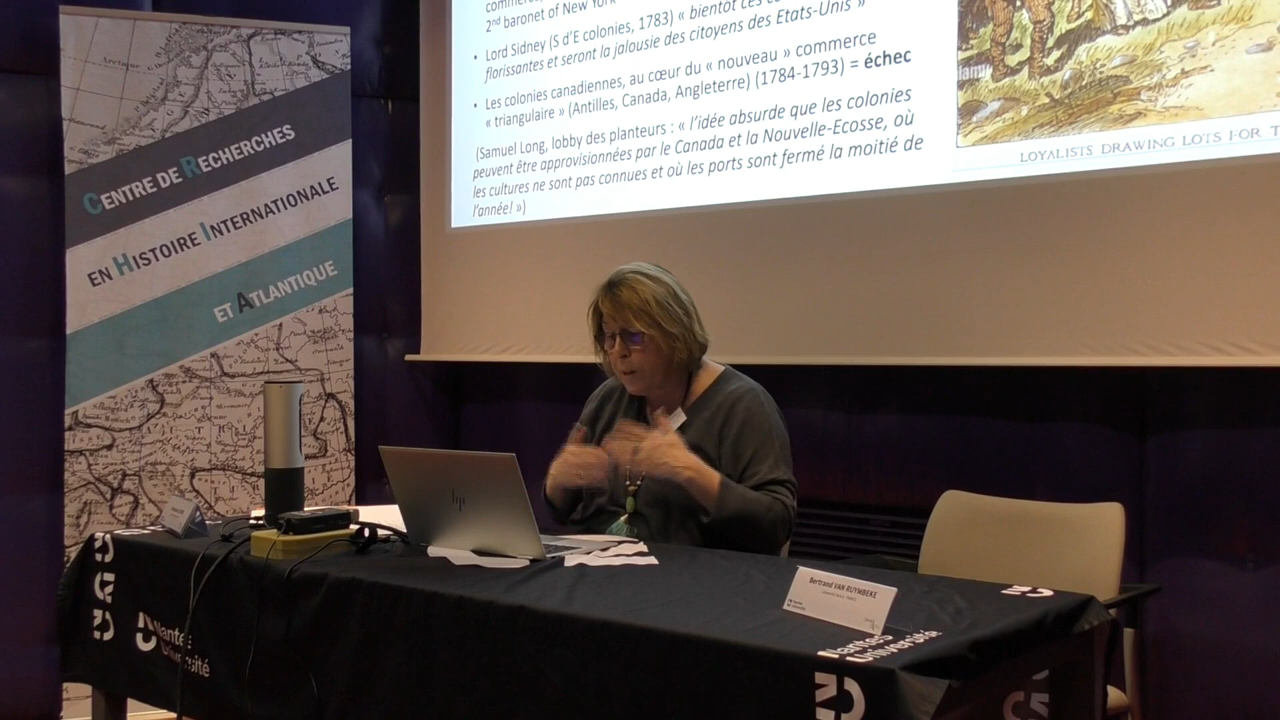 CENTRE DE RECHERCHES
EN HISTOIRE INTERNATIONALE
ET ATLANTIQUE
2nd baronet of New York
• Lord Sidney (S d'E colonies, 1783) « bientôt ces
florissantes et seront la jalousie des citoyens des Etats-Unis »
• Les colonies canadiennes, au cœur du « nouveau » commerce
« triangulaire » (Antilles, Canada, Angleterre) (1784-1793) = échec
(Samuel Long, lobby des planteurs : « l'idée absurde que les colonies
peuvent être approvisionnées par le Canada et la Nouvelle-Ecosse, où
les cultures ne sont pas connues et où les ports sont fermé la moitié de
l'année! »)
LOYALISTS DRAWING LOTS FOR
hp
Bertrand VAN RUYMBEKE
Nantes
Université
Nantes
Université